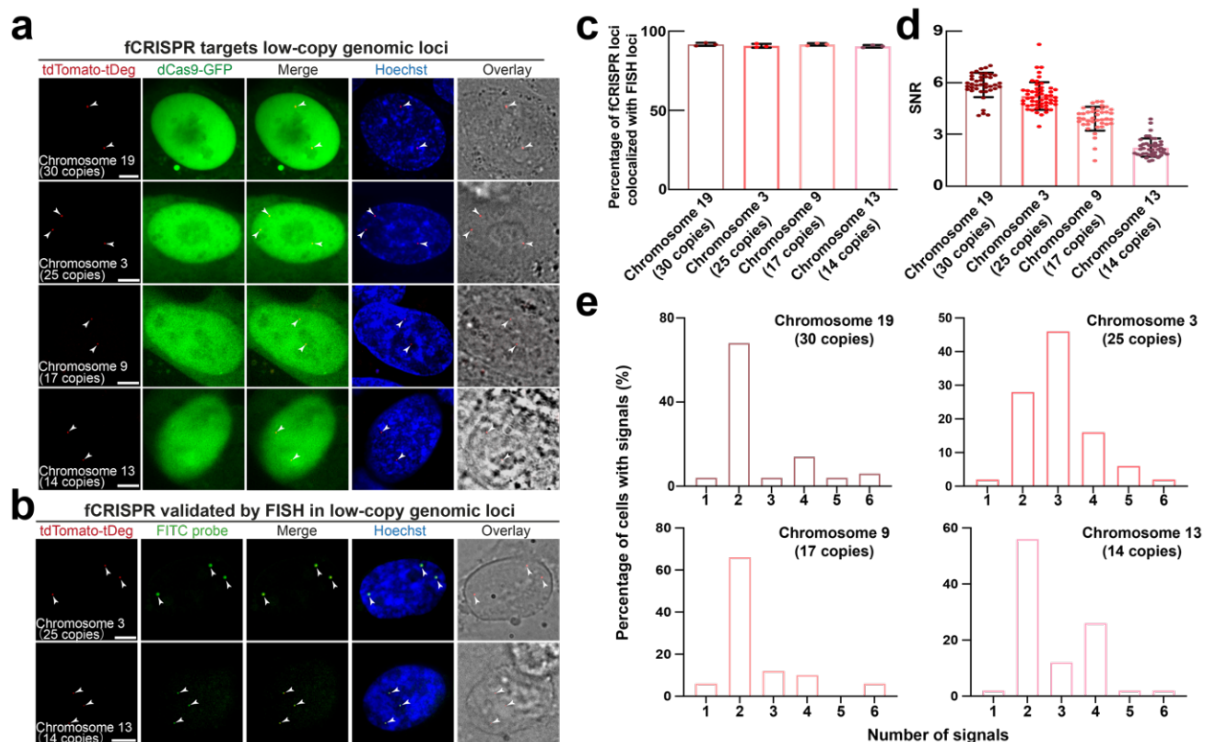 a
fCRISPR targets low-copy genomic loci
tdTomato-tDeg dCas9-GFP Merge Hoechst Overlay
Chromosome 19
(30 copies)
Chromosome 3
(25 copies)
Chromosome 9
(17 copies)
Chromosome 13
(14 copies)
b
fCRISPR validated by FISH in low-copy genomic loci
tdTomato-tDeg FITC probe Merge Hoechst Overlay
Chromosome 3
(25 copies)
Chromosome 13
(14 copies)
c
Percentage of fCRISPR loci
colocalized with FISH loci
100
50
0
Chromosome 19
(30 copies)
Chromosome 3
(25 copies)
Chromosome 9
(17 copies)
Chromosome 13
(14 copies)
d
SNR
9
6
3
0
Chromosome 19
(30 copies)
Chromosome 3
(25 copies)
Chromosome 9
(17 copies)
Chromosome 13
(14 copies)
e
Percentage of cells with signals (%)
Chromosome 19
(30 copies)
80
40
0
1 2 3 4 5 6
Chromosome 3
(25 copies)
50
40
30
20
10
0
1 2 3 4 5 6
Chromosome 9
(17 copies)
80
60
40
20
0
1 2 3 4 5 6
Chromosome 13
(14 copies)
60
40
20
0
1 2 3 4 5 6
Number of signals